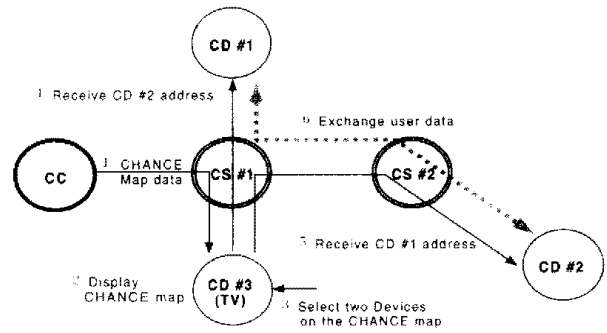 CD #1
Receive CD #2 address
6 Exchange user data
CC
1 CHANCE
Map data
CS #1
CS #2
5 Receive CD #1 address
2 Display
CHANCE map
CD #3
(TV)
CD #2
3 Select two Devices
on the CHANCE map